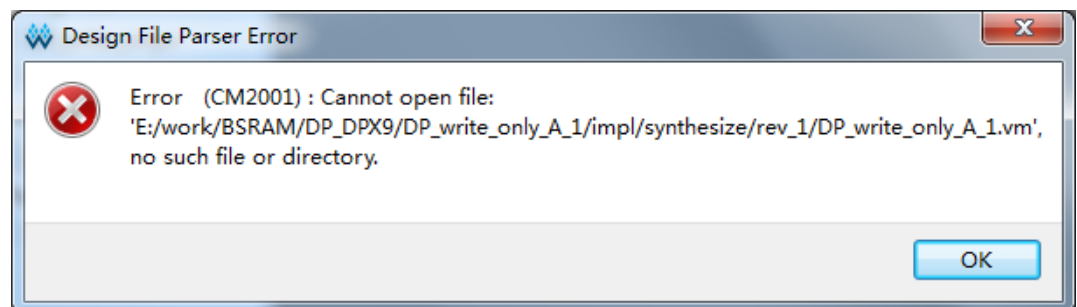 Design File Parser Error
Error (CM2001) : Cannot open file:
'E:/work/BSRAM/DP_DPX9/DP_write_only_A_1/impl/synthesize/rev_1/DP_write_only_A_1.vm',
no such file or directory.
OK